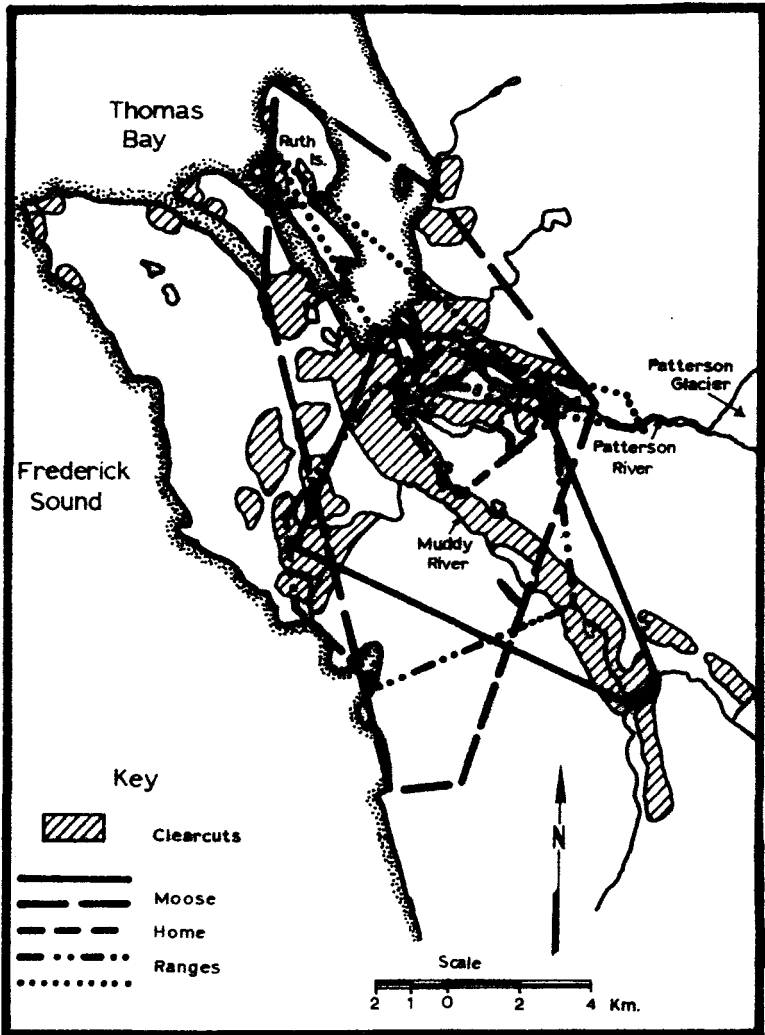 Thomas
Bay
Ruth
Is.
Patterson
Glacier
Patterson
River
Frederick
Sound
Muddy
River
Key
Clearcuts
Moose
Home
Ranges
N
Scale
2 1 0 2 4 Km.